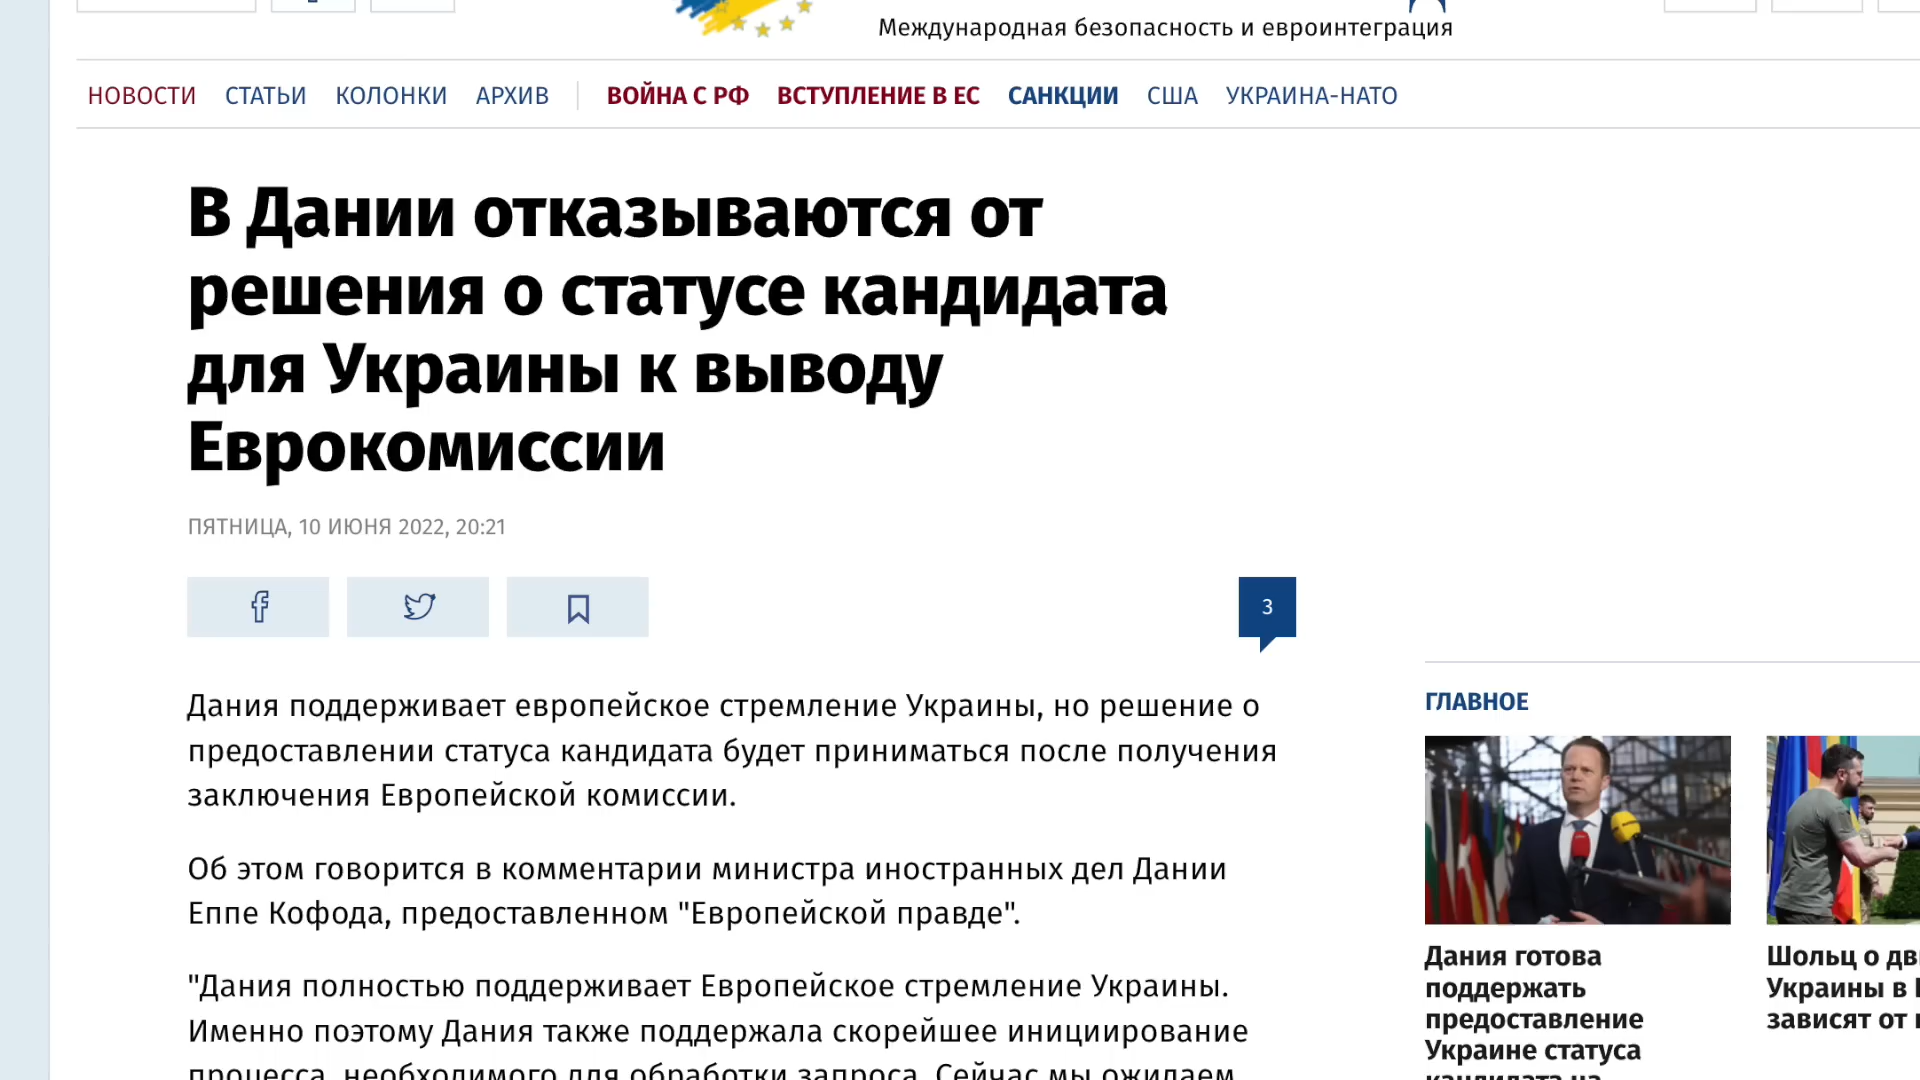 Международная безопасность и евроинтеграция
НОВОСТИ СТАТЬИ КОЛОНКИ АРХИВ ВОЙНА С РФ ВСТУПЛЕНИЕ В ЕС САНКЦИИ США УКРАИНА-НАТО
В Дании отказываются от
решения о статусе кандидата
для Украины к выводу
Еврокомиссии
ПЯТНИЦА, 10 ИЮНЯ 2022, 20:21
3
Дания поддерживает европейское стремление Украины, но решение о
предоставлении статуса кандидата будет приниматься после получения
заключения Европейской комиссии.
Об этом говорится в комментарии министра иностранных дел Дании
Еппе Кофода, предоставленном "Европейской правде".
"Дания полностью поддерживает Европейское стремление Украины.
Именно поэтому Дания также поддержала скорейшее инициирование
процесса, необходимого для обработки запроса. Сейчас мы ожидаем
ГЛАВНОЕ
Дания готова
поддержать
предоставление
Украине статуса
кандидата на
Шольц о
Украины в
зависят от